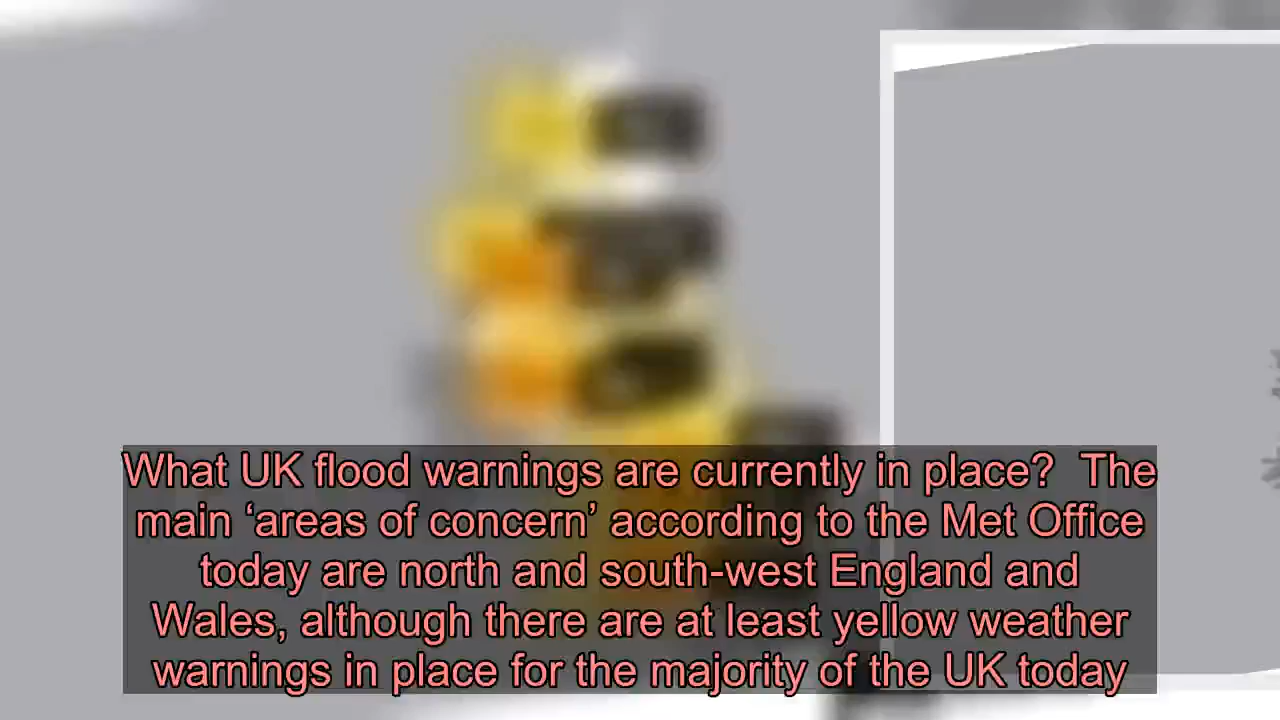 What UK flood warnings are currently in place?  The
main ‘areas of concern’ according to the Met Office
today are north and south-west England and
Wales, although there are at least yellow weather
warnings in place for the majority of the UK today